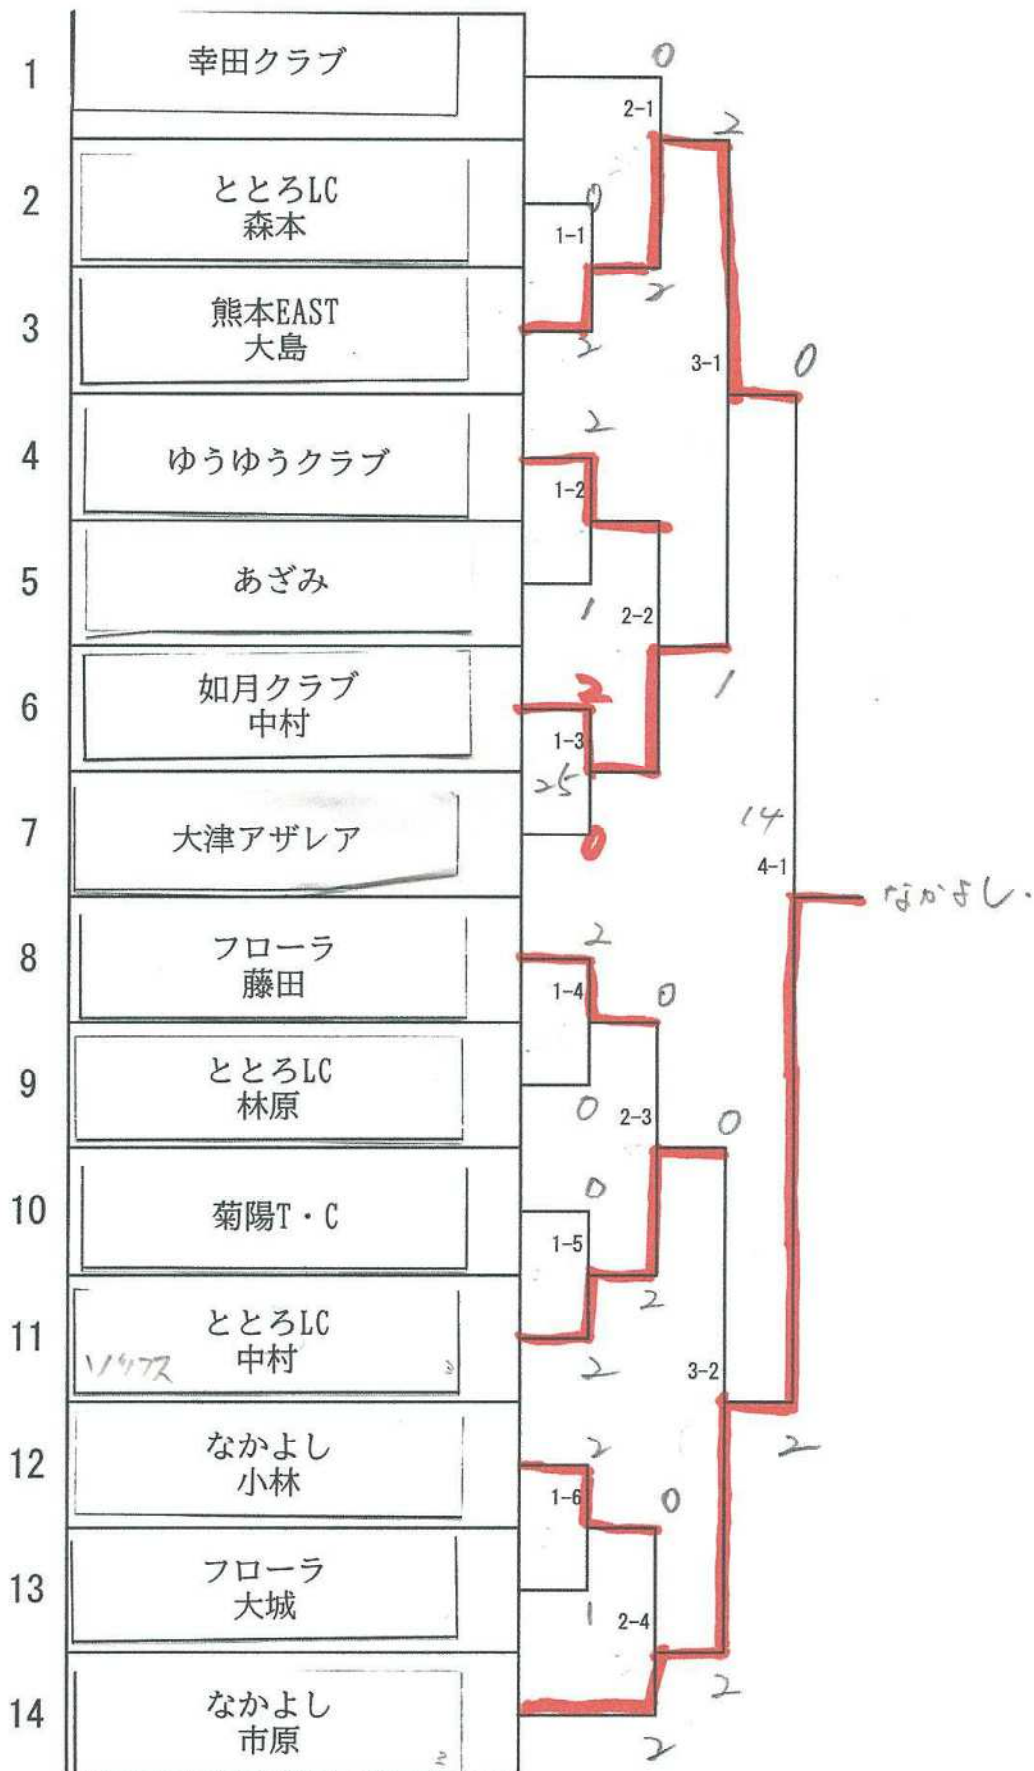 1
幸田クラブ
0
2-1
2
2
ととろLC
森本
0
1-1
2
3
熊本EAST
大島
2
3-1
0
4
ゆうゆうクラブ
2
1-2
5
あざみ
1
2-2
1
6
如月クラブ
中村
2
1-3
25
7
大津アザレア
0
14
4-1
なかよし.
8
フローラ
藤田
2
1-4
0
9
ととろLC
林原
0
2-3
0
10
菊陽T・C
0
1-5
2
11
ととろLC
中村
2
3-2
2
12
なかよし
小林
2
1-6
0
13
フローラ
大城
1
2-4
2
14
なかよし
市原
2